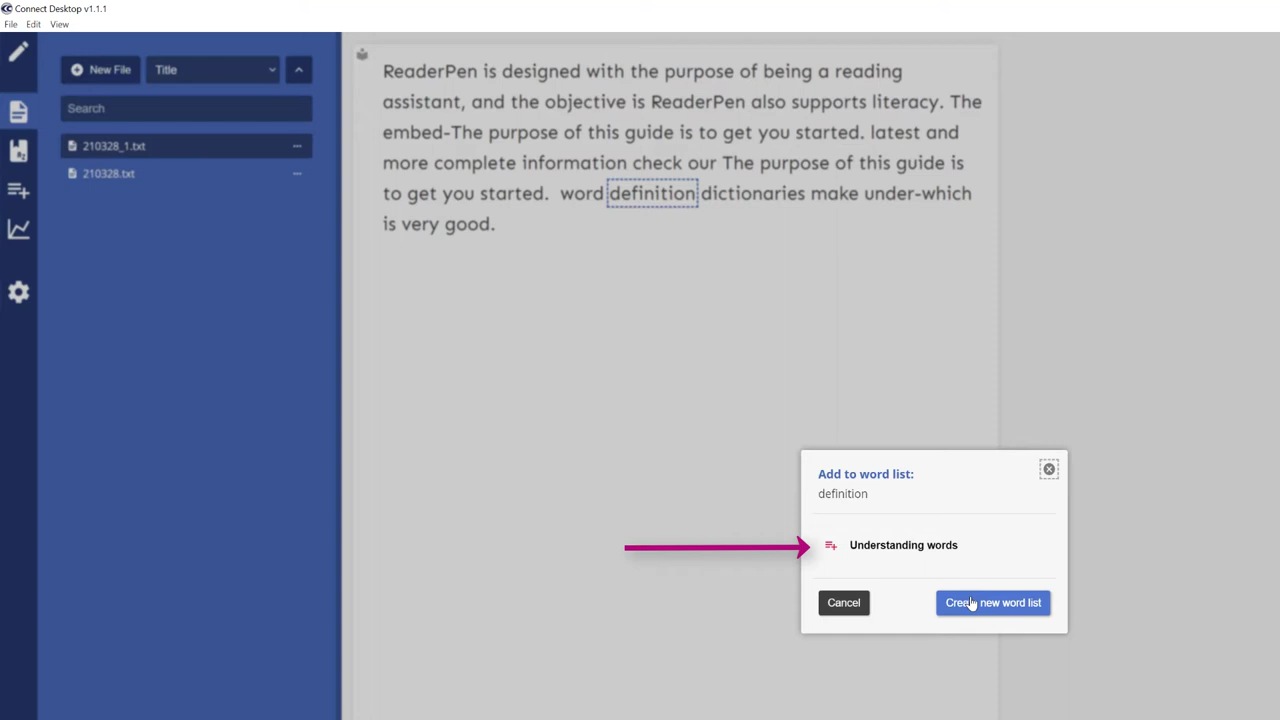 Connect Desktop v1.1.1
File Edit View
New File Title
Search
210328_1.txt
210328.txt
ReaderPen is designed with the purpose of being a reading
assistant, and the objective is ReaderPen also supports literacy. The
embed-The purpose of this guide is to get you started. latest and
more complete information check our The purpose of this guide is
to get you started. word definition dictionaries make under-which
is very good.
Add to word list:
definition
Understanding words
Cancel Create new word list